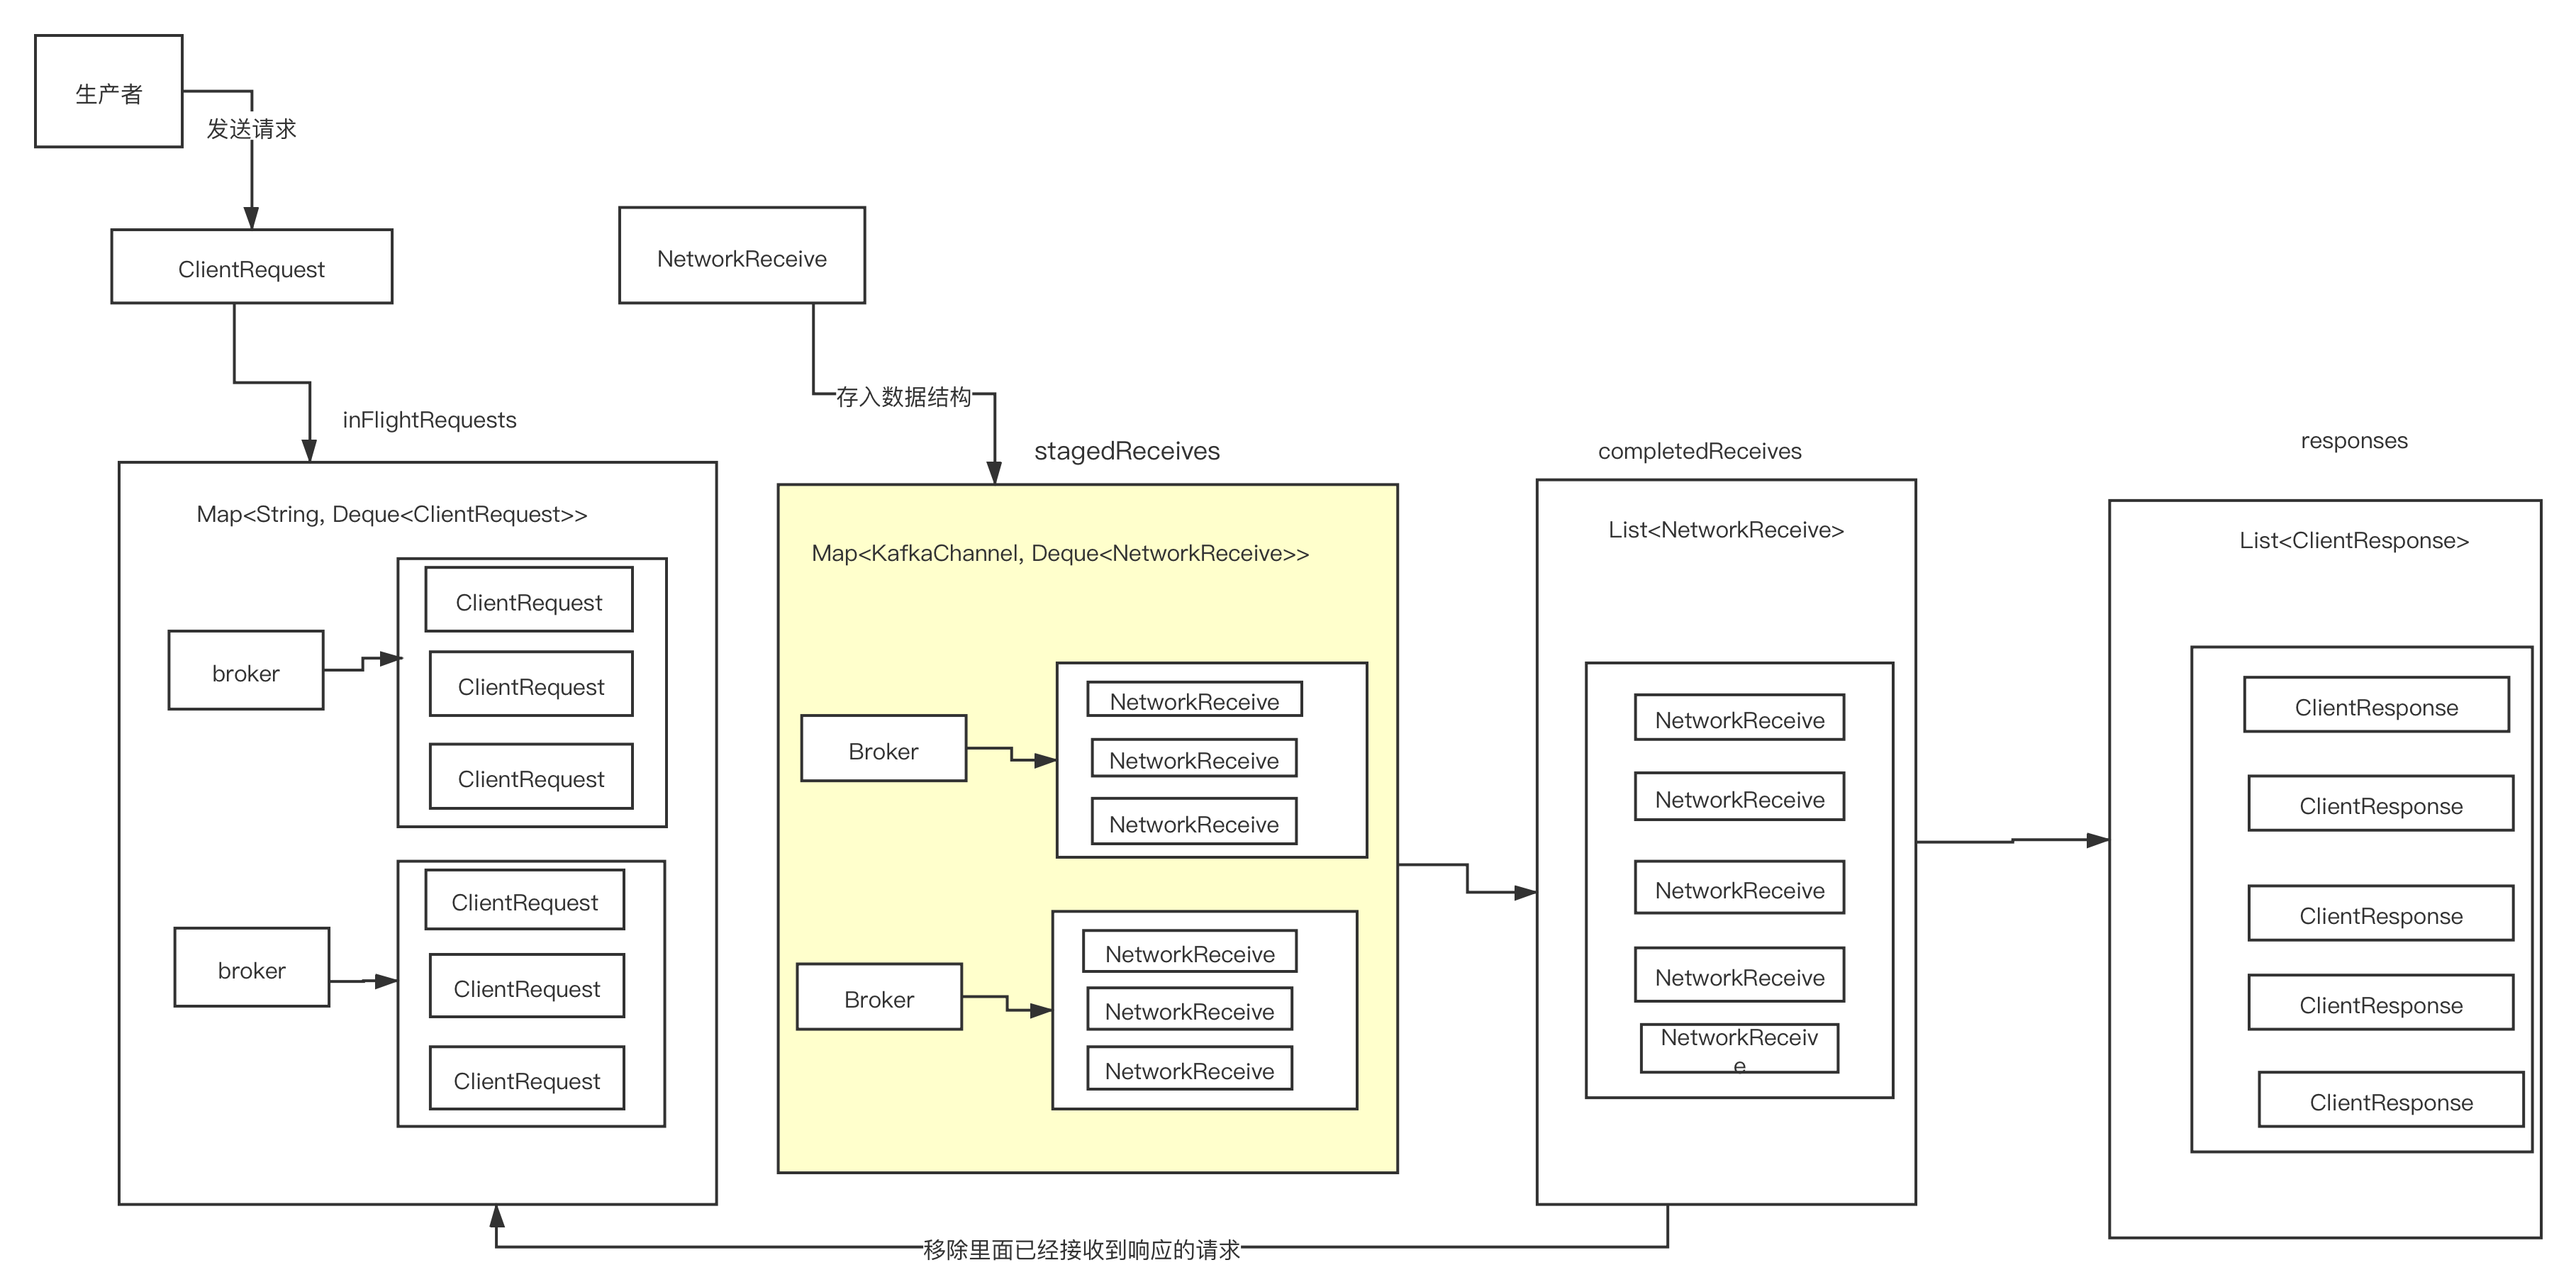 生产者
发送请求
ClientRequest
NetworkReceive
存入数据结构
inFlightRequests
stagedReceives
completedReceives
responses
Map<String, Deque<ClientRequest>>
ClientRequest
ClientRequest
ClientRequest
broker
ClientRequest
ClientRequest
ClientRequest
broker
Map<KafkaChannel, Deque<NetworkReceive>>
Broker
NetworkReceive
NetworkReceive
NetworkReceive
Broker
NetworkReceive
NetworkReceive
NetworkReceive
List<NetworkReceive>
NetworkReceive
NetworkReceive
NetworkReceive
NetworkReceive
NetworkReceiv
e
List<ClientResponse>
ClientResponse
ClientResponse
ClientResponse
ClientResponse
ClientResponse
移除里面已经接收到响应的请求